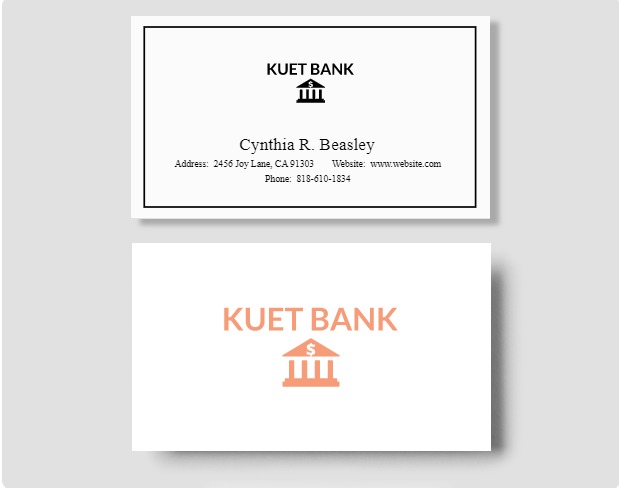 KUET BANK
$
Cynthia R. Beasley
Address: 2456 Joy Lane, CA 91303 Website: www.website.com
Phone: 818-610-1834
KUET BANK
$